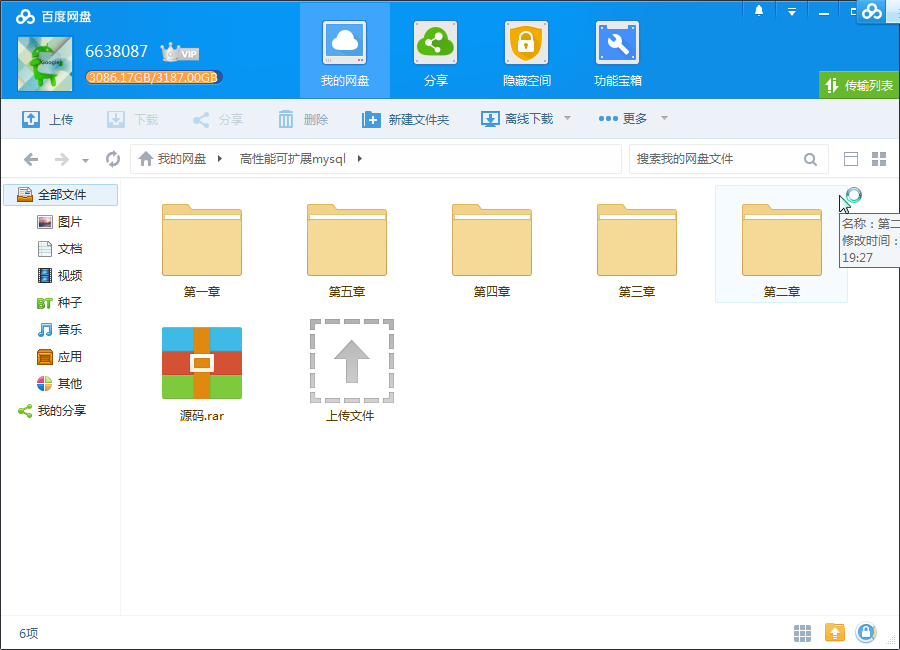 百度网盘
6638087 VIP
3086.17GB/3187.00GB
我的网盘 分享 隐藏空间 功能宝箱
传输列表
上传 下载 分享 删除 新建文件夹 离线下载 更多
我的网盘 高性能可扩展mysql 搜索我的网盘文件
全部文件
图片
文档
视频
BT 种子
音乐
应用
其他
我的分享
名称：第二
修改时间：
19:27
第一章 第五章 第四章 第三章 第二章
源码.rar 上传文件
6项